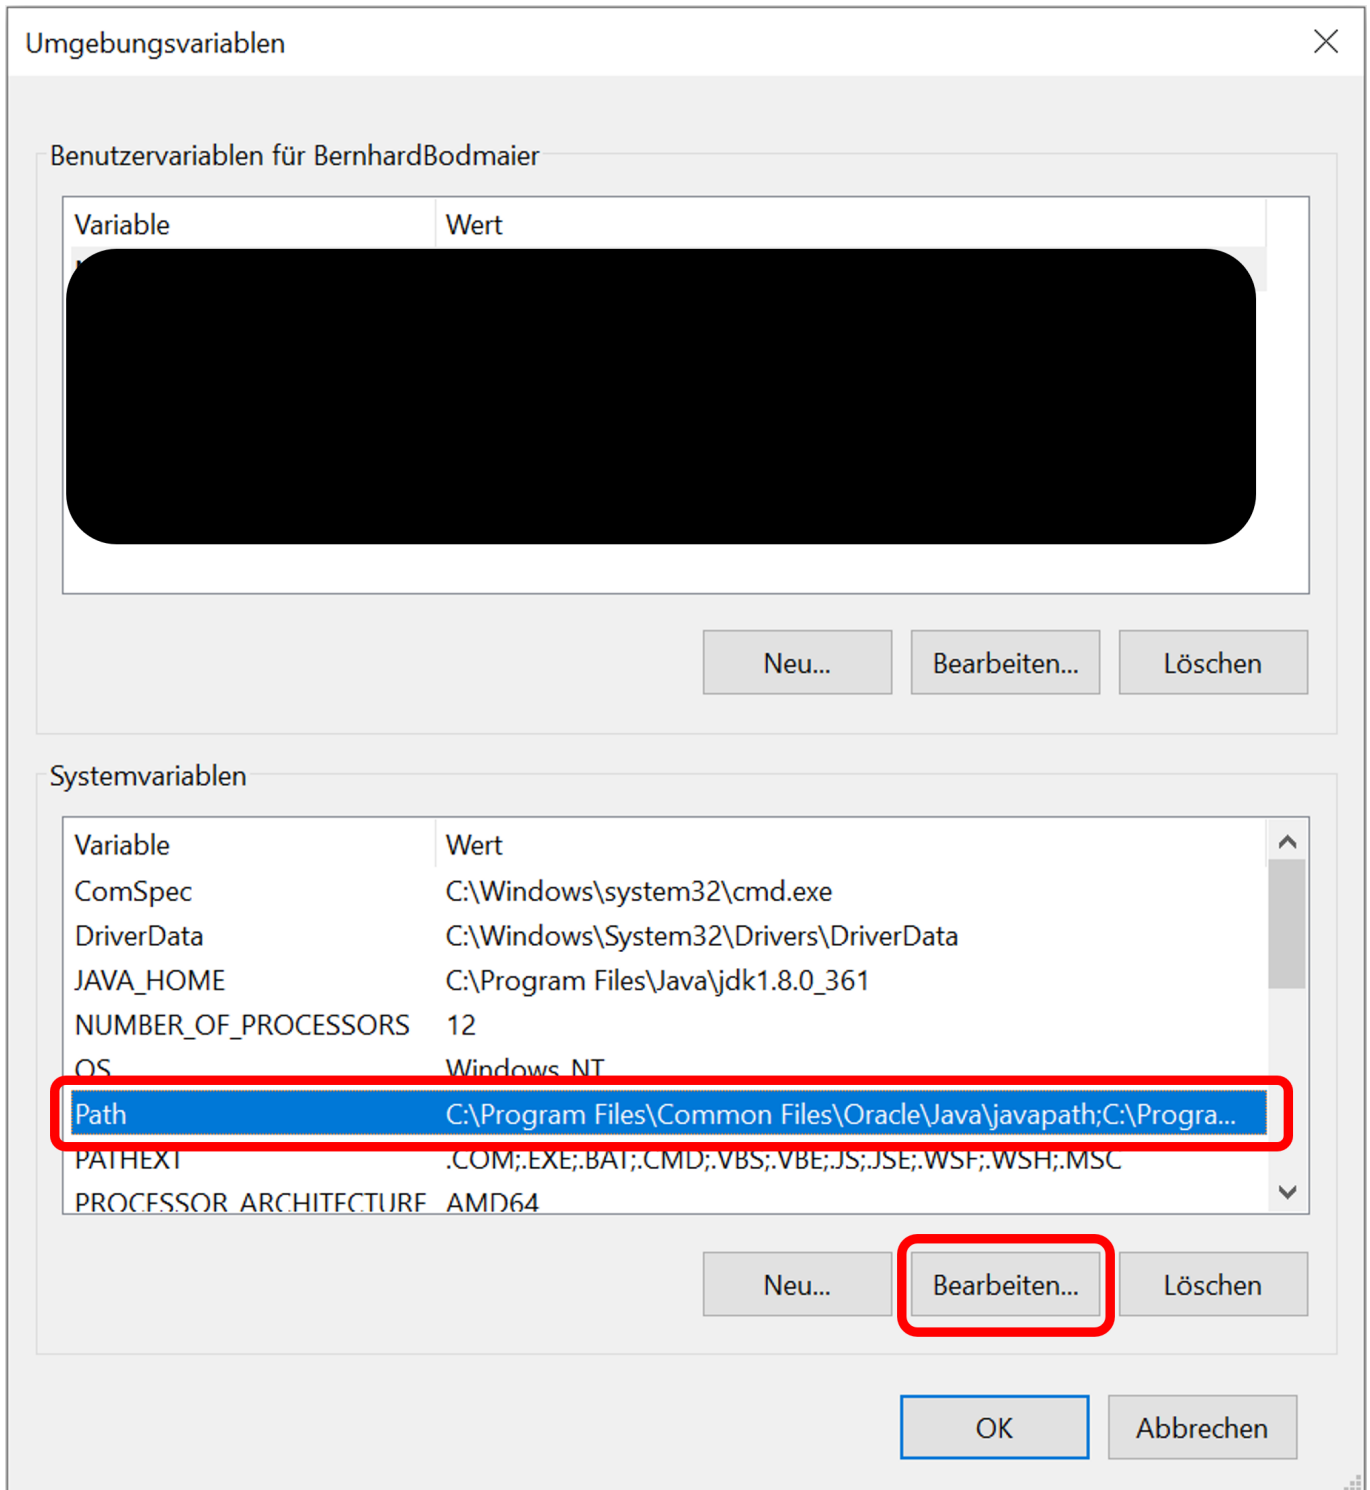 Umgebungsvariablen
Benutzervariablen für BernhardBodmaier
Variable Wert
Neu... Bearbeiten... Löschen
Systemvariablen
Variable Wert
ComSpec C:\Windows\system32\cmd.exe
DriverData C:\Windows\System32\Drivers\DriverData
JAVA_HOME C:\Program Files\Java\jdk1.8.0_361
NUMBER_OF_PROCESSORS 12
OS Windows_NT
Path C:\Program Files\Common Files\Oracle\Java\javapath;C:\Progra...
PATHEXT .COM;.EXE;.BAT;.CMD;.VBS;.VBE;.JS;.JSE;.WSF;.WSH;.MSC
PROCESSOR_ARCHITECTURE AMD64
Neu... Bearbeiten... Löschen
OK Abbrechen